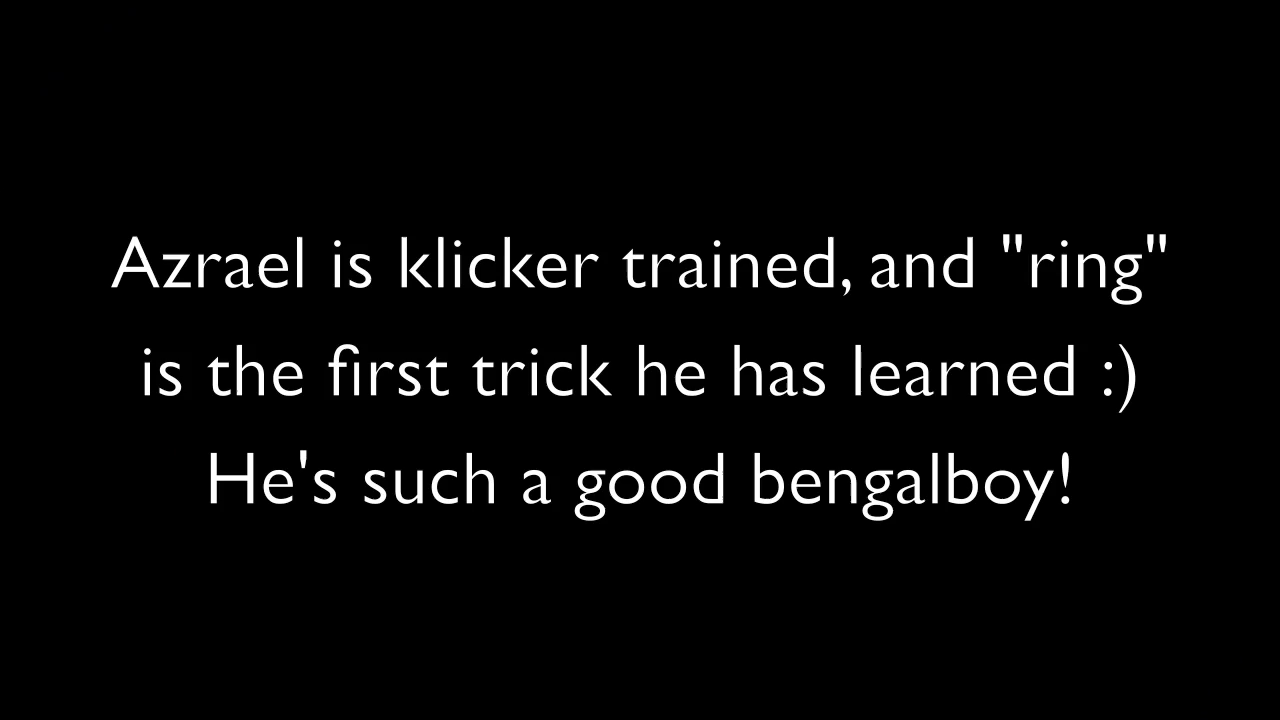 Azrael is klicker trained, and "ring"
is the first trick he has learned :)
He's such a good bengalboy!